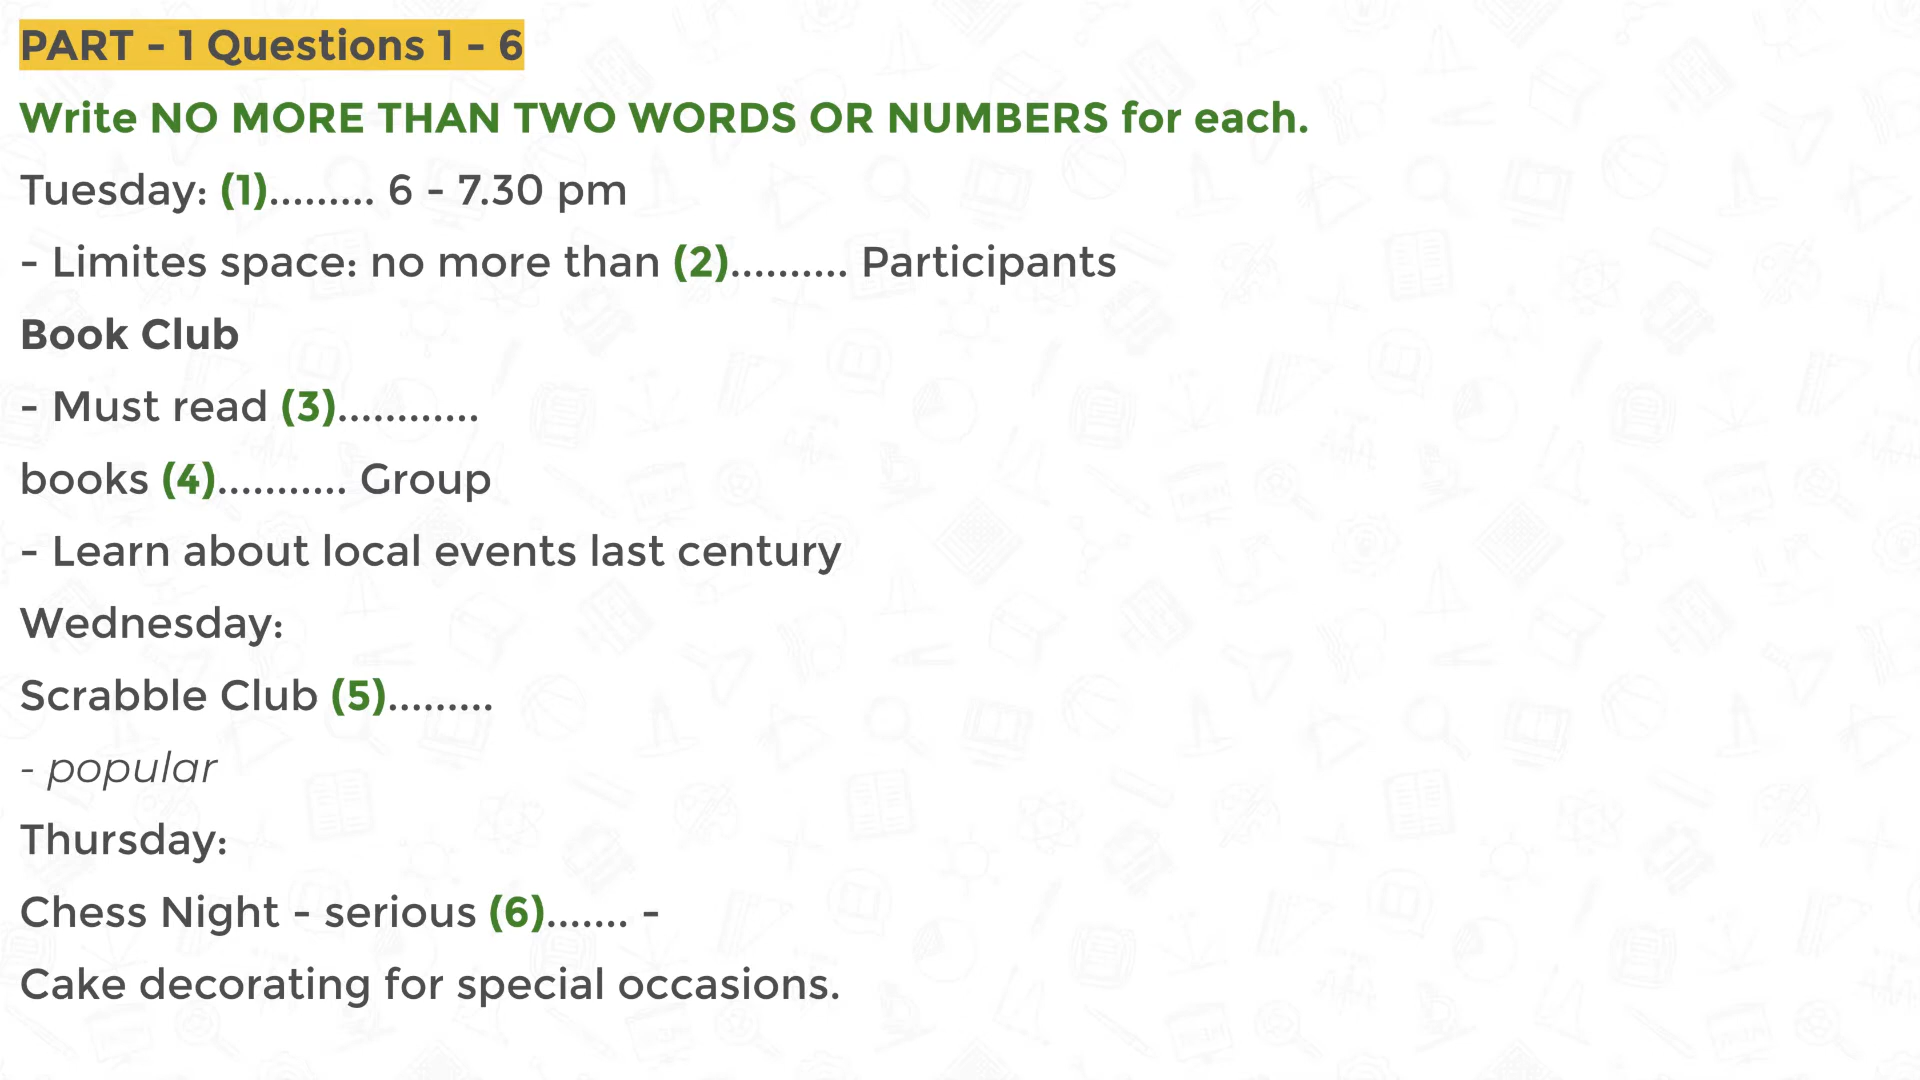 PART - 1 Questions 1 - 6
Write NO MORE THAN TWO WORDS OR NUMBERS for each.
Tuesday: (1)......... 6 - 7.30 pm
- Limites space: no more than (2).......... Participants
Book Club
- Must read (3)............
books (4)........... Group
- Learn about local events last century
Wednesday:
Scrabble Club (5).........
- popular
Thursday:
Chess Night - serious (6)....... -
Cake decorating for special occasions.